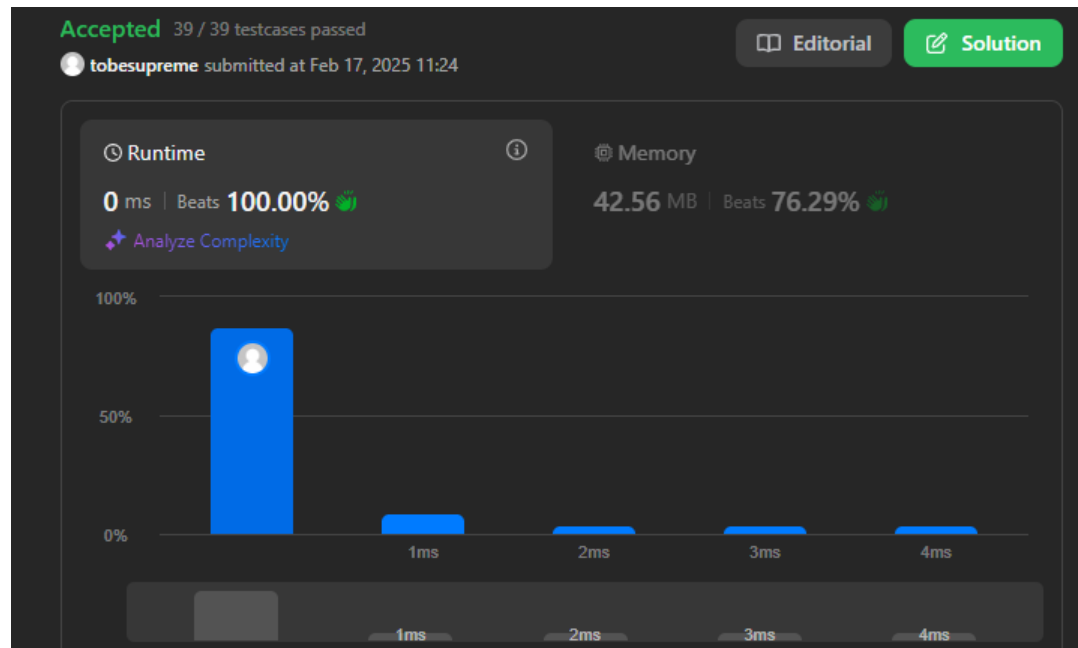 Accepted 39 / 39 testcases passed
Editorial
Solution
tobesupreme submitted at Feb 17, 2025 11:24
Runtime
0 ms | Beats 100.00%
Analyze Complexity
Memory
42.56 MB | Beats 76.29%
100%
50%
0%
1ms 2ms 3ms 4ms
1ms 2ms 3ms 4ms